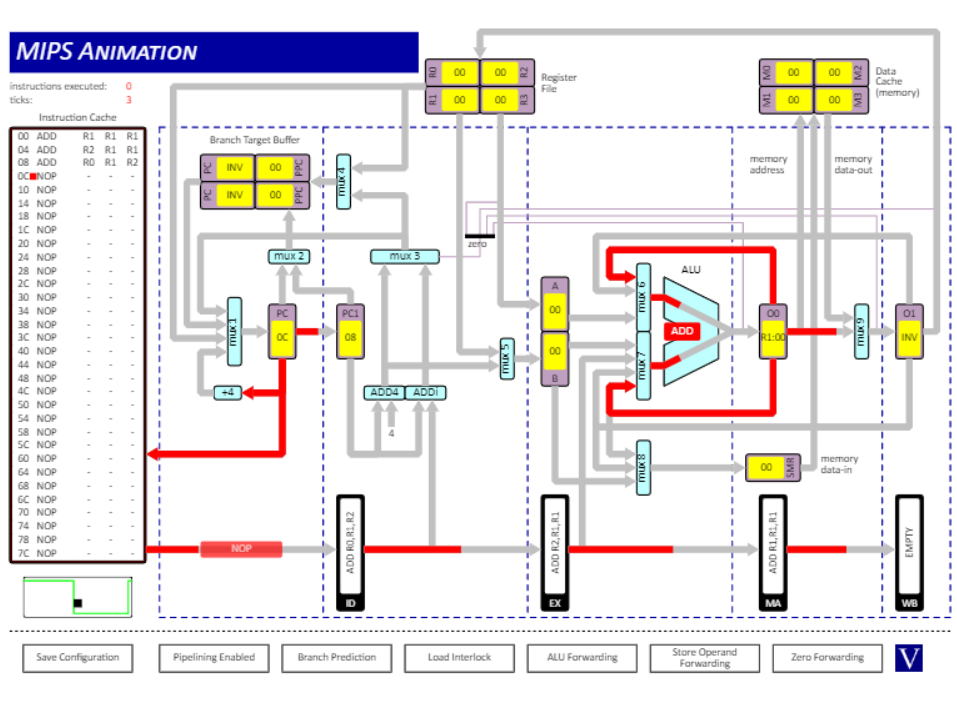 MIPS ANIMATION
instructions executed: 0
ticks: 3
Instruction Cache
00 ADD R1 R1 R1
04 ADD R2 R1 R1
08 ADD R0 R1 R2
0C NOP - - -
10 NOP - - -
14 NOP - - -
18 NOP - - -
1C NOP - - -
20 NOP - - -
24 NOP - - -
28 NOP - - -
2C NOP - - -
30 NOP - - -
34 NOP - - -
38 NOP - - -
3C NOP - - -
40 NOP - - -
44 NOP - - -
48 NOP - - -
4C NOP - - -
50 NOP - - -
54 NOP - - -
58 NOP - - -
5C NOP - - -
60 NOP - - -
64 NOP - - -
68 NOP - - -
6C NOP - - -
70 NOP - - -
74 NOP - - -
78 NOP - - -
7C NOP - - -
R0 00 00 R2
R1 00 00 R3
Register
File
M0 00 00 M2
M1 00 00 M3
Data
Cache
(memory)
Branch Target Buffer
PC INV 00 PPC
PC INV 00 PPC
mux 4
memory
address
memory
data-out
zero
mux 2
mux 3
mux 1
PC
0C
PC1
08
+4
ADD4
ADDi
4
mux 5
A
00
00
B
mux 6
mux 7
ALU
ADD
O0
R1:00
mux 9
O1
INV
mux 8
00 SMR
memory
data-in
NOP
ADD R0,R1,R2
ID
ADD R2,R1,R1
EX
ADD R1,R1,R1
MA
EMPTY
WB
Save Configuration
Pipelining Enabled
Branch Prediction
Load Interlock
ALU Forwarding
Store Operand
Forwarding
Zero Forwarding
V